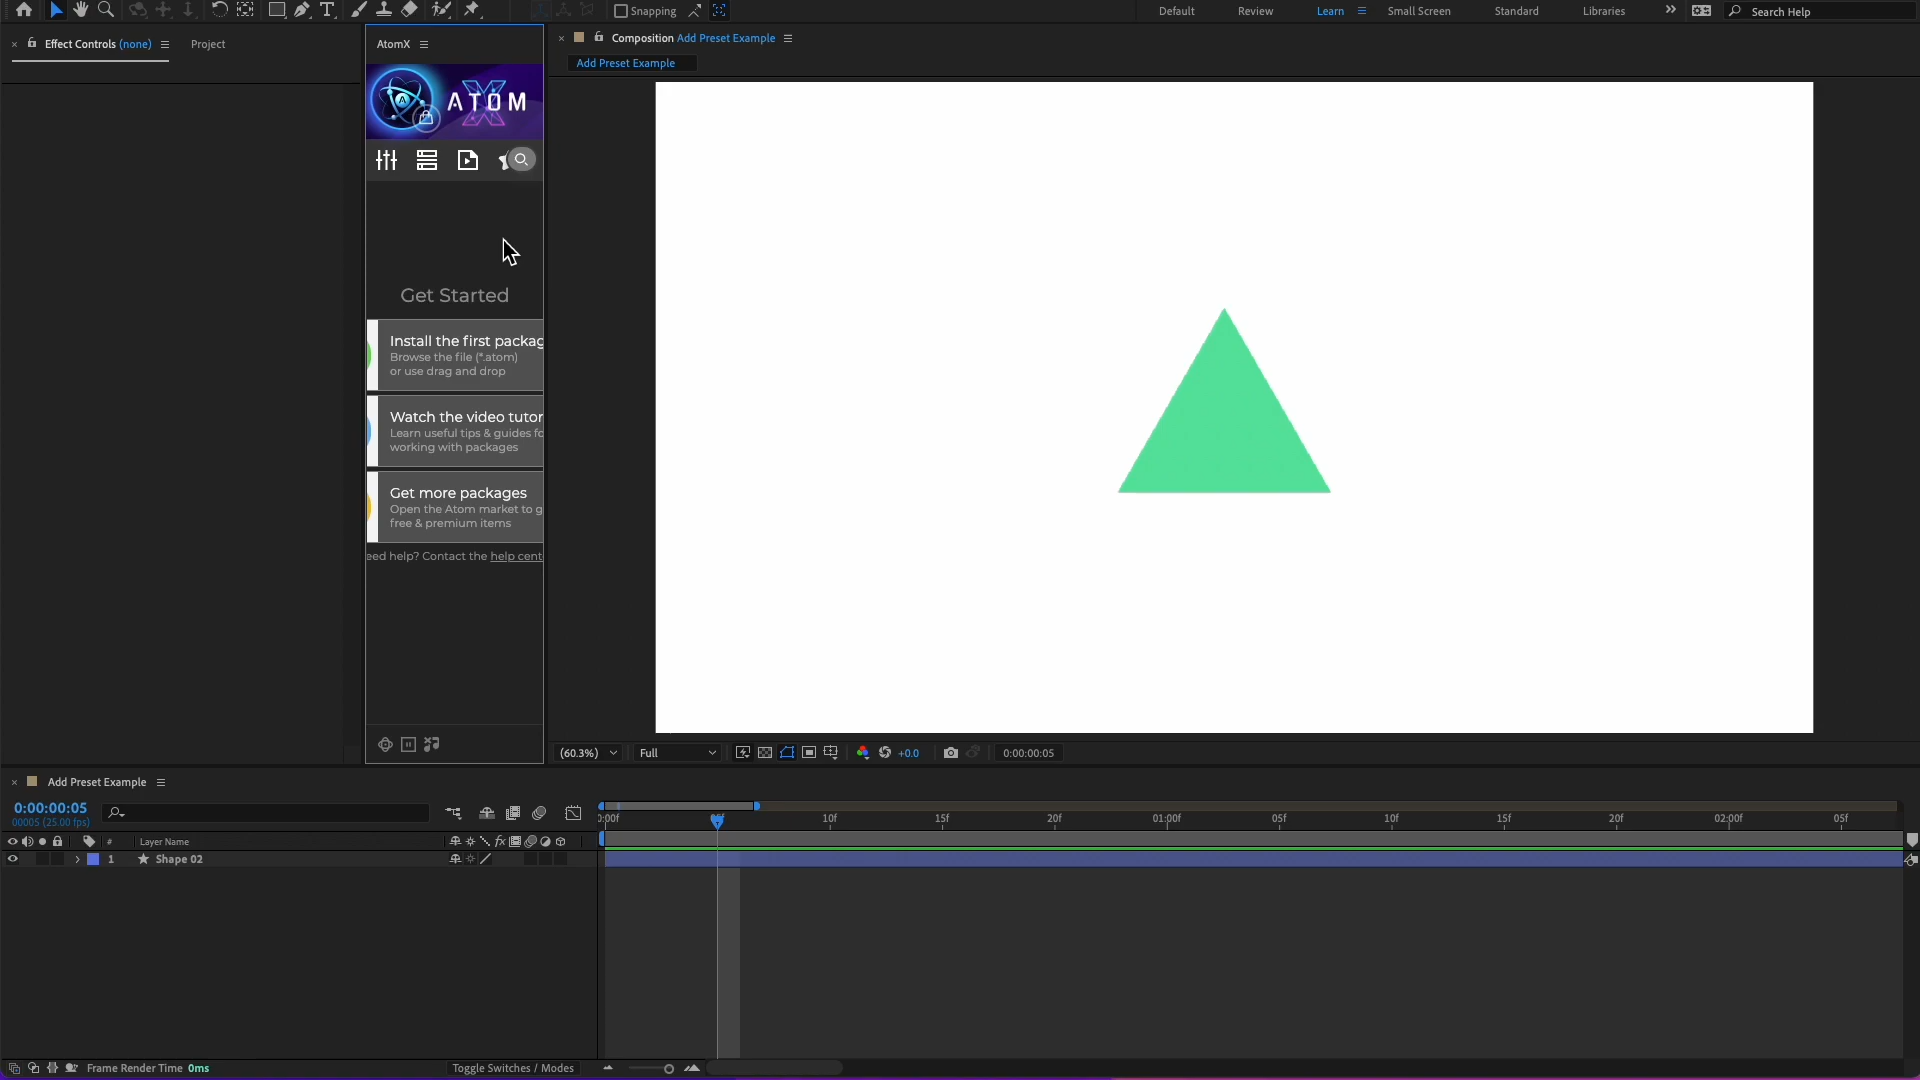 Snapping
Default
Review
Learn
Small Screen
Standard
Libraries
Search Help
Effect Controls (none)
Project
AtomX
Composition Add Preset Example
Add Preset Example
ATOM
X
Get Started
Install the first packag
Browse the file (*.atom)
or use drag and drop
Watch the video tutor
Learn useful tips & guides fo
working with packages
Get more packages
Open the Atom market to g
free & premium items
eed help? Contact the help cent
(60.3%)
Full
+0.0
0:00:00:05
Add Preset Example
0:00:00:05
00005 (25.00 fps)
0:00f
05f
10f
15f
20f
01:00f
05f
10f
15f
20f
02:00f
05f
# Layer Name
fx
1 Shape 02
Frame Render Time 0ms
Toggle Switches / Modes